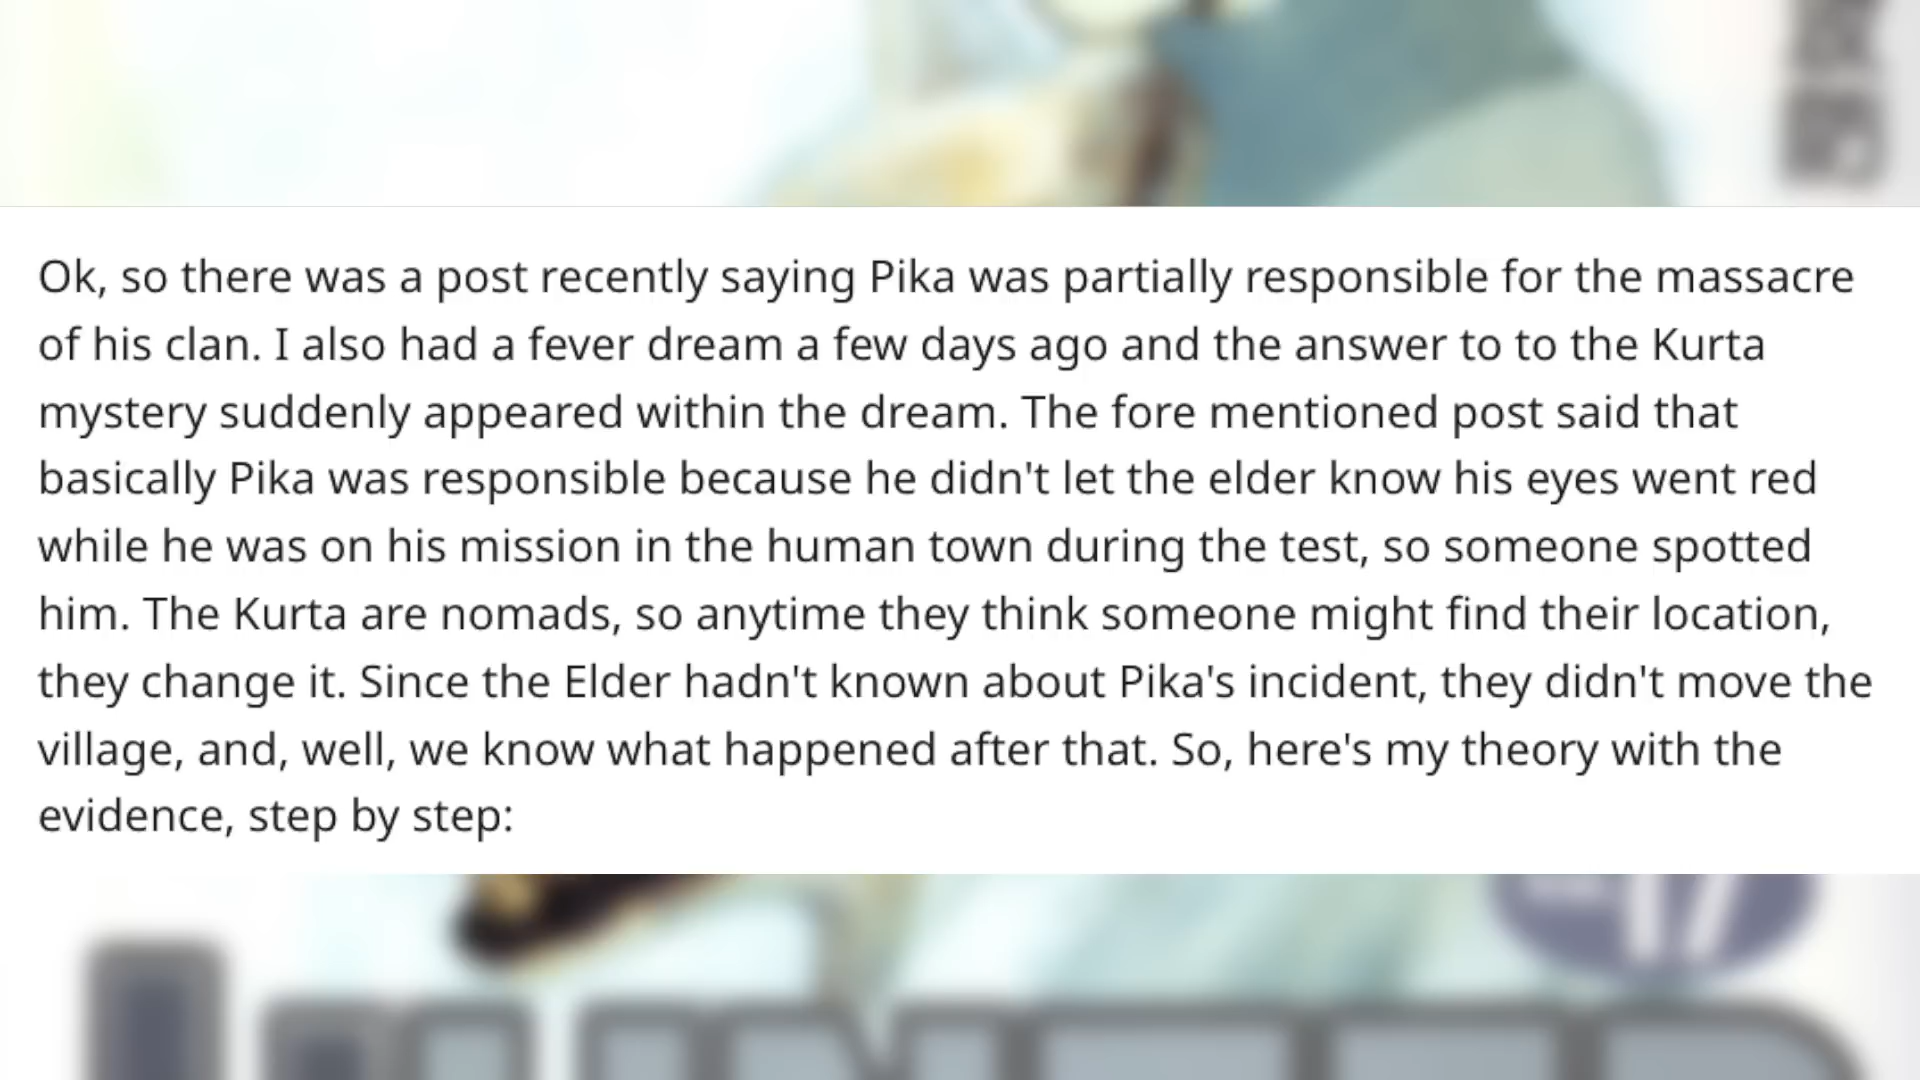 Ok, so there was a post recently saying Pika was partially responsible for the massacre
of his clan. I also had a fever dream a few days ago and the answer to to the Kurta
mystery suddenly appeared within the dream. The fore mentioned post said that
basically Pika was responsible because he didn't let the elder know his eyes went red
while he was on his mission in the human town during the test, so someone spotted
him. The Kurta are nomads, so anytime they think someone might find their location,
they change it. Since the Elder hadn't known about Pika's incident, they didn't move the
village, and, well, we know what happened after that. So, here's my theory with the
evidence, step by step:
17
HUNTER